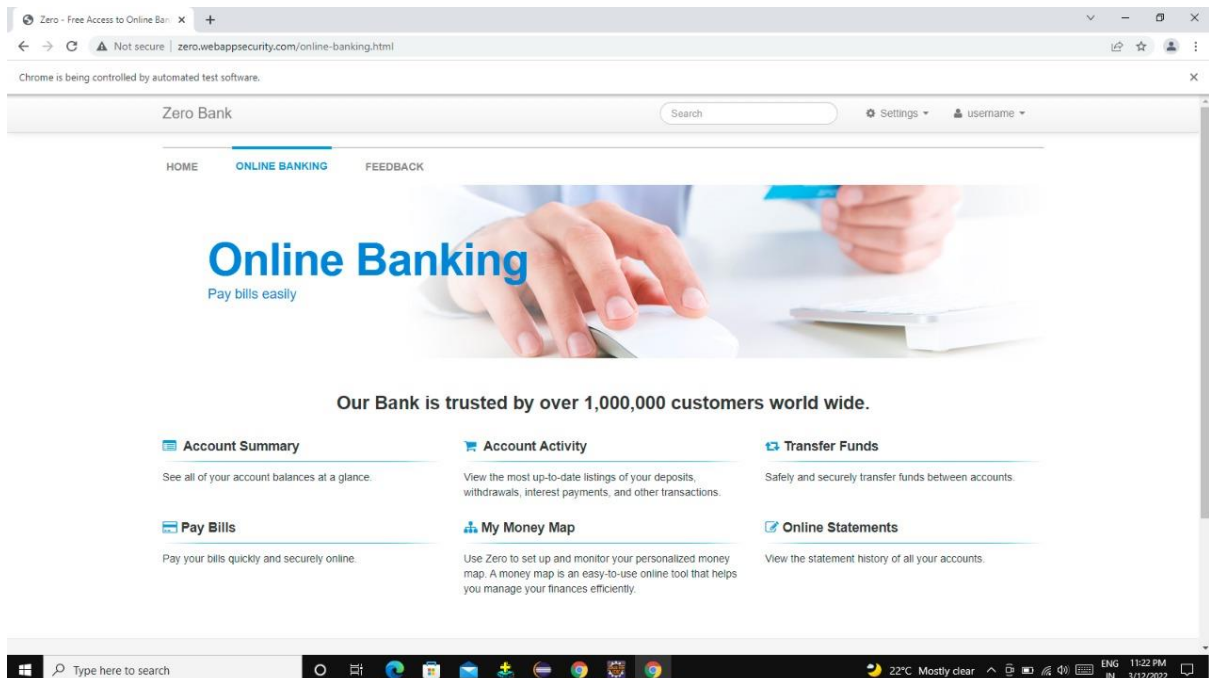 Zero - Free Access to Online Ban
Not secure | zero.webappsecurity.com/online-banking.html
Chrome is being controlled by automated test software.
Zero Bank
Search
Settings
username
HOME
ONLINE BANKING
FEEDBACK
Online Banking
Pay bills easily
Our Bank is trusted by over 1,000,000 customers world wide.
Account Summary
See all of your account balances at a glance.
Account Activity
View the most up-to-date listings of your deposits,
withdrawals, interest payments, and other transactions.
Transfer Funds
Safely and securely transfer funds between accounts.
Pay Bills
Pay your bills quickly and securely online.
My Money Map
Use Zero to set up and monitor your personalized money
map. A money map is an easy-to-use online tool that helps
you manage your finances efficiently.
Online Statements
View the statement history of all your accounts.
Type here to search
22°C Mostly clear
ENG
IN
11:22 PM
3/12/2022